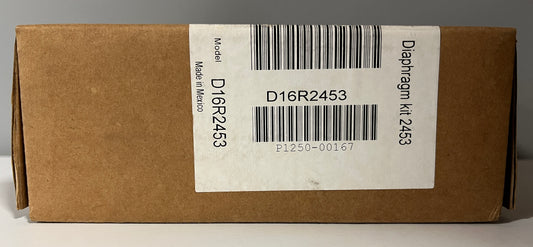 Model D16R2453
Made in Mexico
D16R2453
P1250-00167
Diaphragm kit 2453